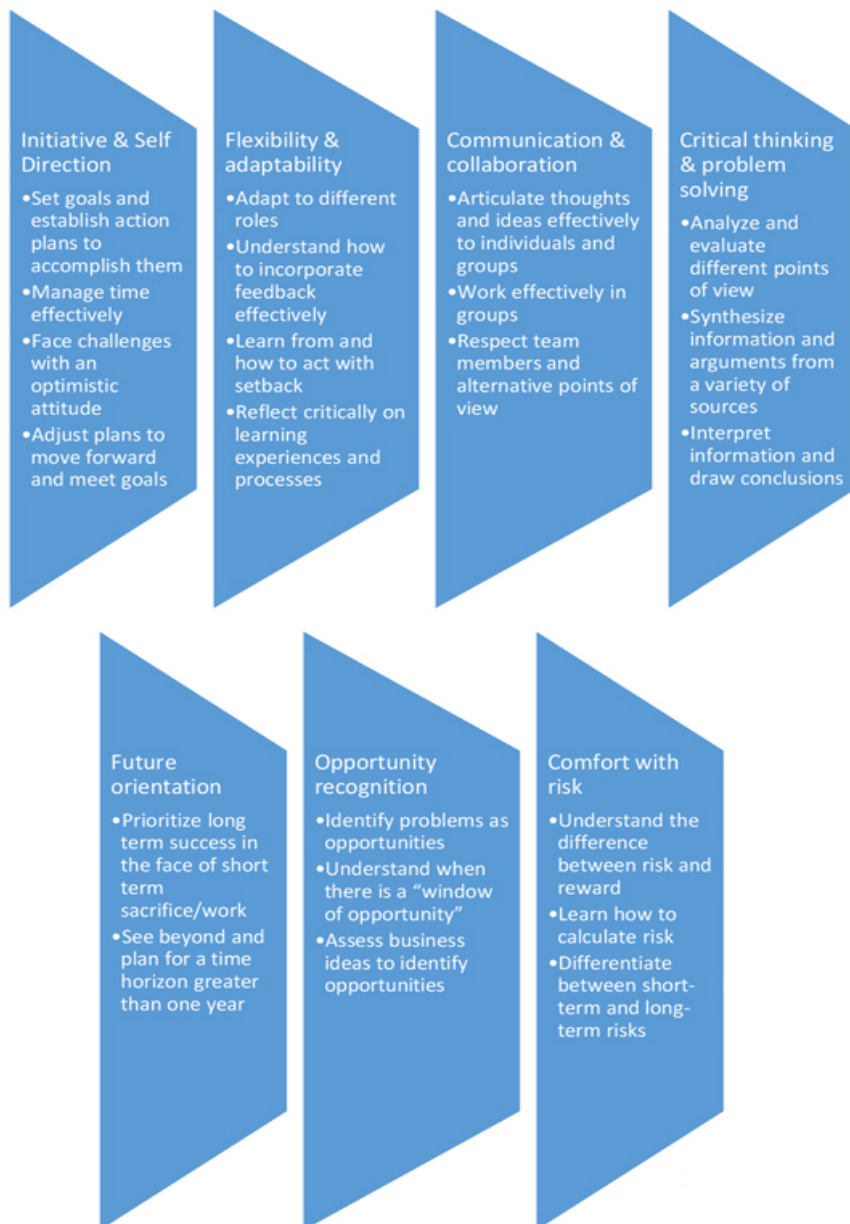 Initiative & Self
Direction
•Set goals and
establish action
plans to
accomplish them
•Manage time
effectively
•Face challenges
with an
optimistic
attitude
•Adjust plans to
move forward
and meet goals
Flexibility &
adaptability
•Adapt to different
roles
•Understand how
to incorporate
feedback
effectively
•Learn from and
how to act with
setback
•Reflect critically on
learning
experiences and
processes
Communication &
collaboration
•Articulate thoughts
and ideas effectively
to individuals and
groups
•Work effectively in
groups
•Respect team
members and
alternative points of
view
Critical thinking
& problem
solving
•Analyze and
evaluate
different points
of view
•Synthesize
information and
arguments from
a variety of
sources
•Interpret
information and
draw conclusions
Future
orientation
•Prioritize long
term success in
the face of short
term
sacrifice/work
•See beyond and
plan for a time
horizon greater
than one year
Opportunity
recognition
•Identify problems as
opportunities
•Understand when
there is a “window
of opportunity”
•Assess business
ideas to identify
opportunities
Comfort with
risk
•Understand the
difference
between risk and
reward
•Learn how to
calculate risk
•Differentiate
between short-
term and long-
term risks